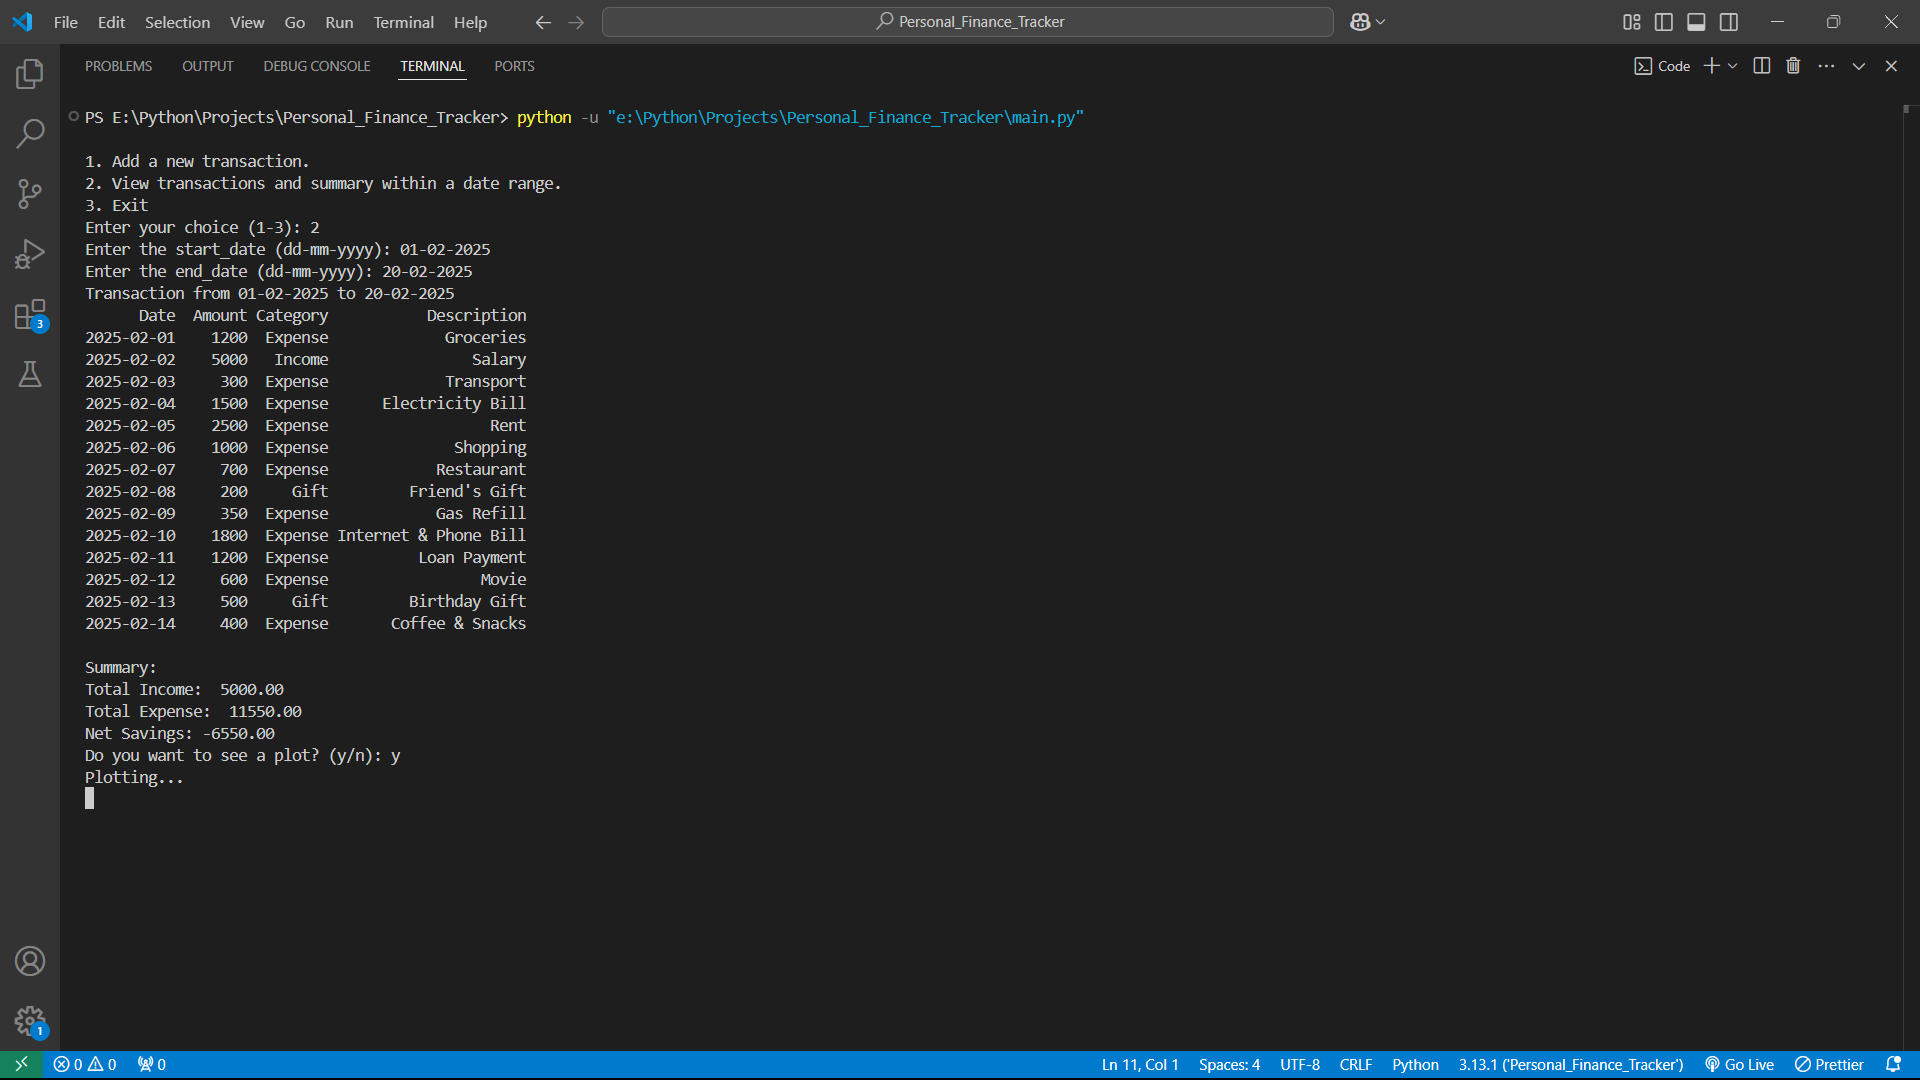 File Edit Selection View Go Run Terminal Help Personal_Finance_Tracker
PROBLEMS OUTPUT DEBUG CONSOLE TERMINAL PORTS Code
PS E:\Python\Projects\Personal_Finance_Tracker> python -u "e:\Python\Projects\Personal_Finance_Tracker\main.py"
1. Add a new transaction.
2. View transactions and summary within a date range.
3. Exit
Enter your choice (1-3): 2
Enter the start_date (dd-mm-yyyy): 01-02-2025
Enter the end_date (dd-mm-yyyy): 20-02-2025
Transaction from 01-02-2025 to 20-02-2025
Date Amount Category Description
2025-02-01 1200 Expense Groceries
2025-02-02 5000 Income Salary
2025-02-03 300 Expense Transport
2025-02-04 1500 Expense Electricity Bill
2025-02-05 2500 Expense Rent
2025-02-06 1000 Expense Shopping
2025-02-07 700 Expense Restaurant
2025-02-08 200 Gift Friend's Gift
2025-02-09 350 Expense Gas Refill
2025-02-10 1800 Expense Internet & Phone Bill
2025-02-11 1200 Expense Loan Payment
2025-02-12 600 Expense Movie
2025-02-13 500 Gift Birthday Gift
2025-02-14 400 Expense Coffee & Snacks
Summary:
Total Income: 5000.00
Total Expense: 11550.00
Net Savings: -6550.00
Do you want to see a plot? (y/n): y
Plotting...
3
1
0 0 0 Ln 11, Col 1 Spaces: 4 UTF-8 CRLF Python 3.13.1 ('Personal_Finance_Tracker') Go Live Prettier